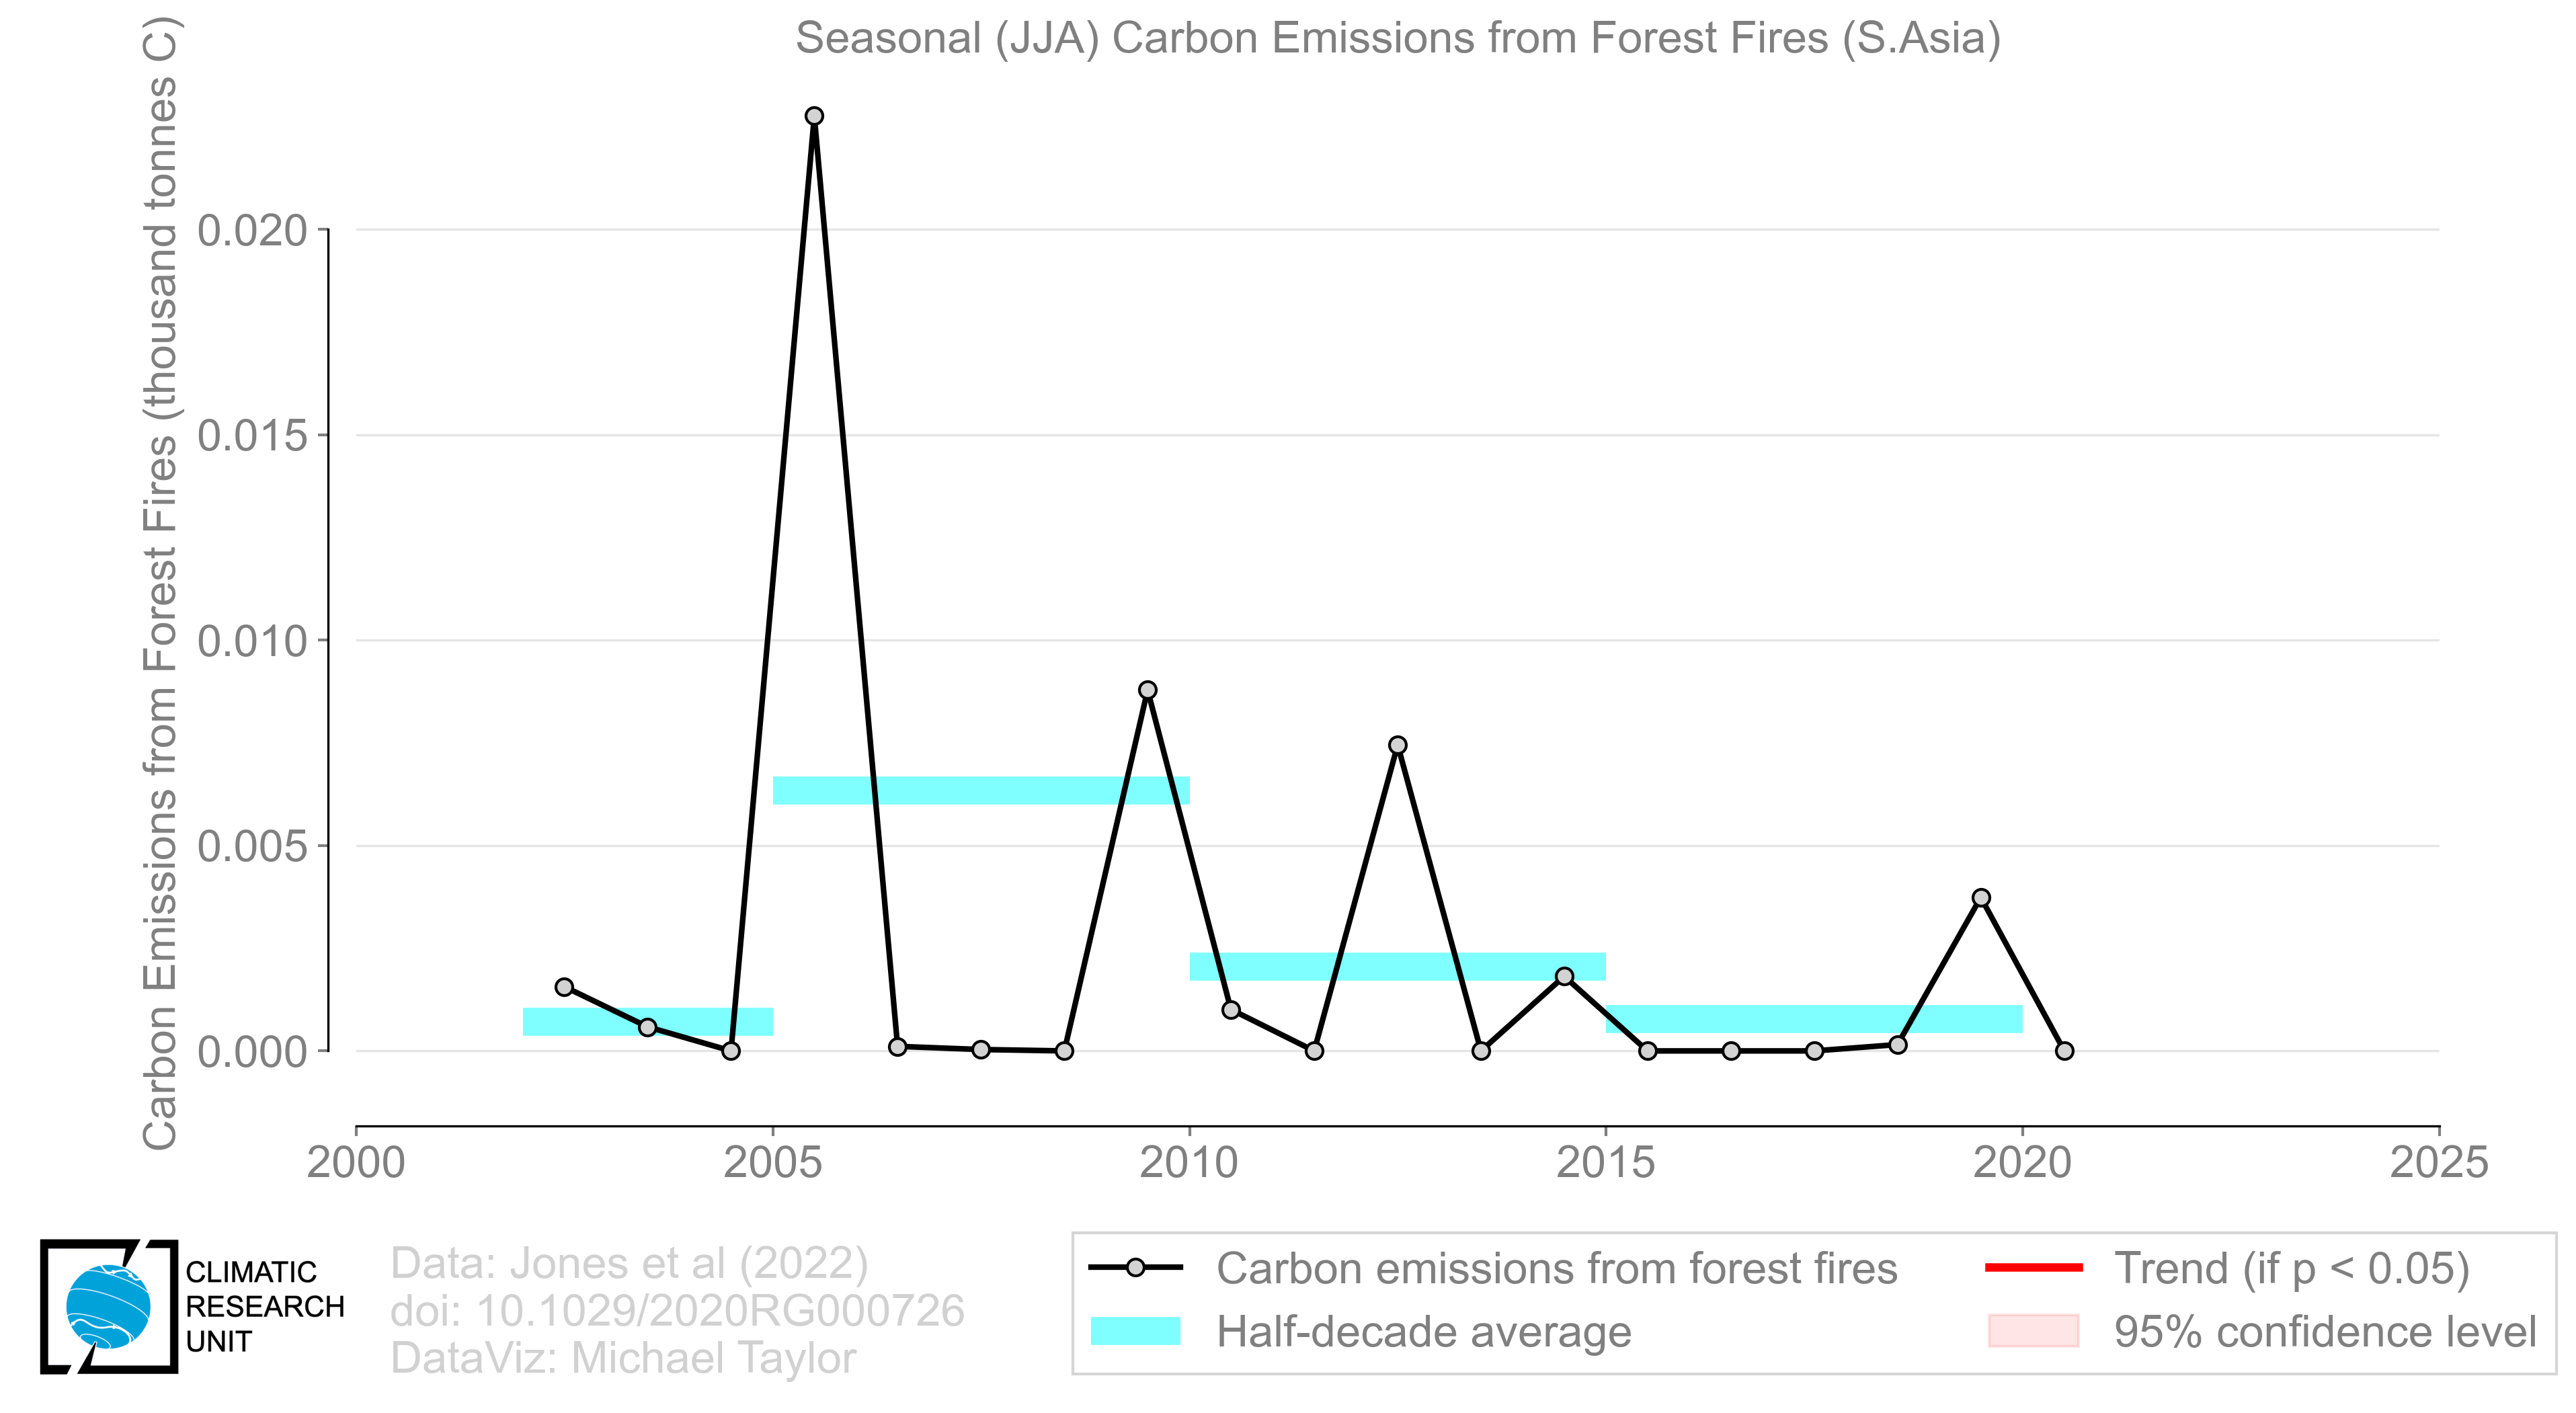 Seasonal (JJA) Carbon Emissions from Forest Fires (S.Asia)
Carbon Emissions from Forest Fires (thousand tonnes C)
0.020
0.015
0.010
0.005
0.000
2000
2005
2010
2015
2020
2025
CLIMATIC
RESEARCH
UNIT
Data: Jones et al (2022)
doi: 10.1029/2020RG000726
DataViz: Michael Taylor
Carbon emissions from forest fires
Half-decade average
Trend (if p < 0.05)
95% confidence level